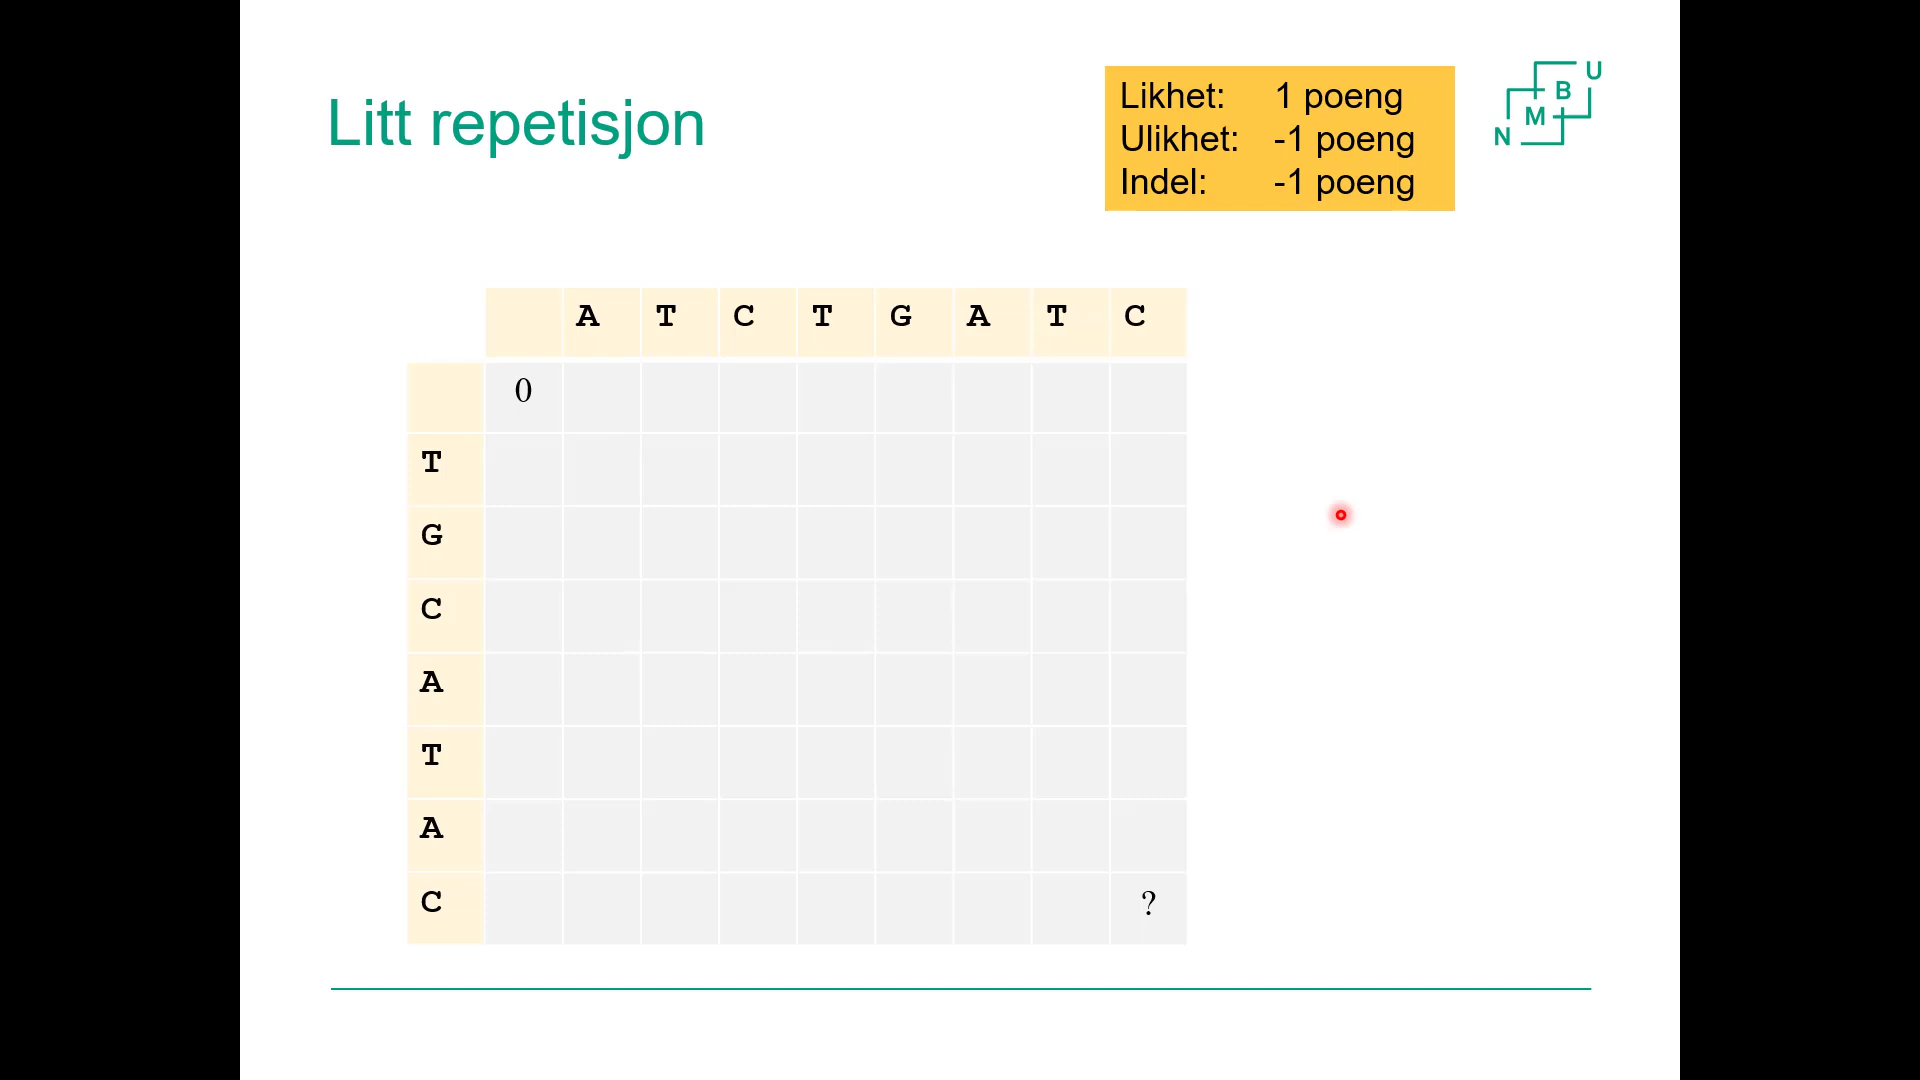 Litt repetisjon
Likhet: 1 poeng
Ulikhet: -1 poeng
Indel: -1 poeng
U
B
M
N
A T C T G A T C
0
T
G
C
A
T
A
C ?